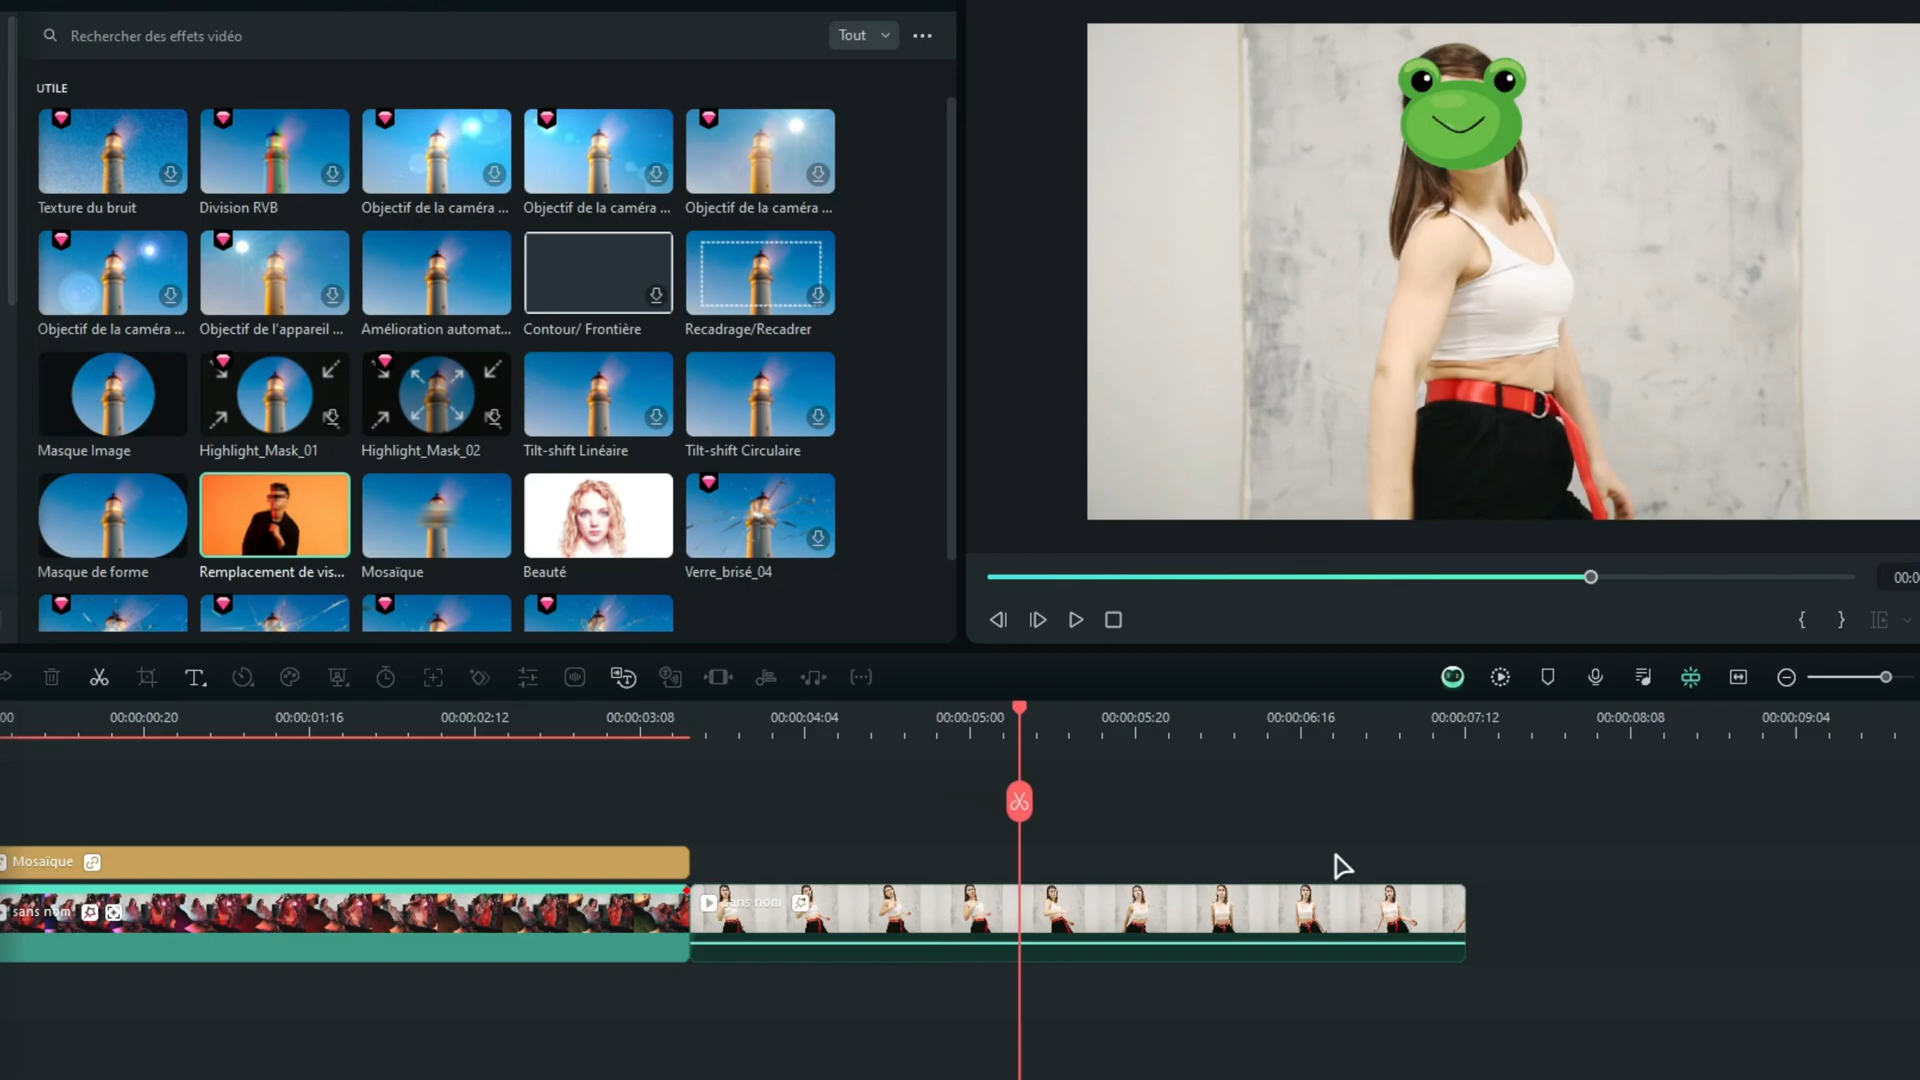 Rechercher des effets vidéo
Tout
UTILE
Texture du bruit
Division RVB
Objectif de la caméra ...
Objectif de la caméra ...
Objectif de la caméra ...
Objectif de la caméra ...
Objectif de l'appareil ...
Amélioration automat...
Contour/ Frontière
Recadrage/Recadrer
Masque Image
Highlight_Mask_01
Highlight_Mask_02
Tilt-shift Linéaire
Tilt-shift Circulaire
Masque de forme
Remplacement de vis...
Mosaïque
Beauté
Verre_brisé_04
00:0
{ }
00 00:00:00:20 00:00:01:16 00:00:02:12 00:00:03:08 00:00:04:04 00:00:05:00 00:00:05:20 00:00:06:16 00:00:07:12 00:00:08:08 00:00:09:04
Mosaïque
sans nom
sans nom